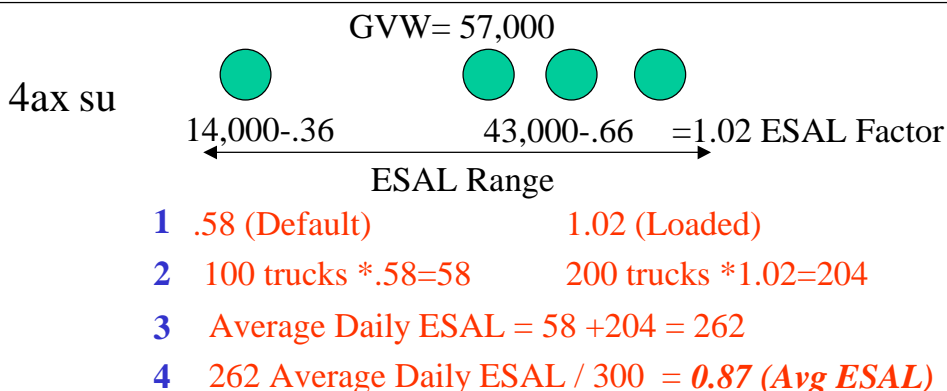 GVW= 57,000
4ax su
14,000-.36 43,000-.66 =1.02 ESAL Factor
ESAL Range
1 .58 (Default) 1.02 (Loaded)
2 100 trucks *.58=58 200 trucks *1.02=204
3 Average Daily ESAL = 58 +204 = 262
4 262 Average Daily ESAL / 300 = 0.87 (Avg ESAL)